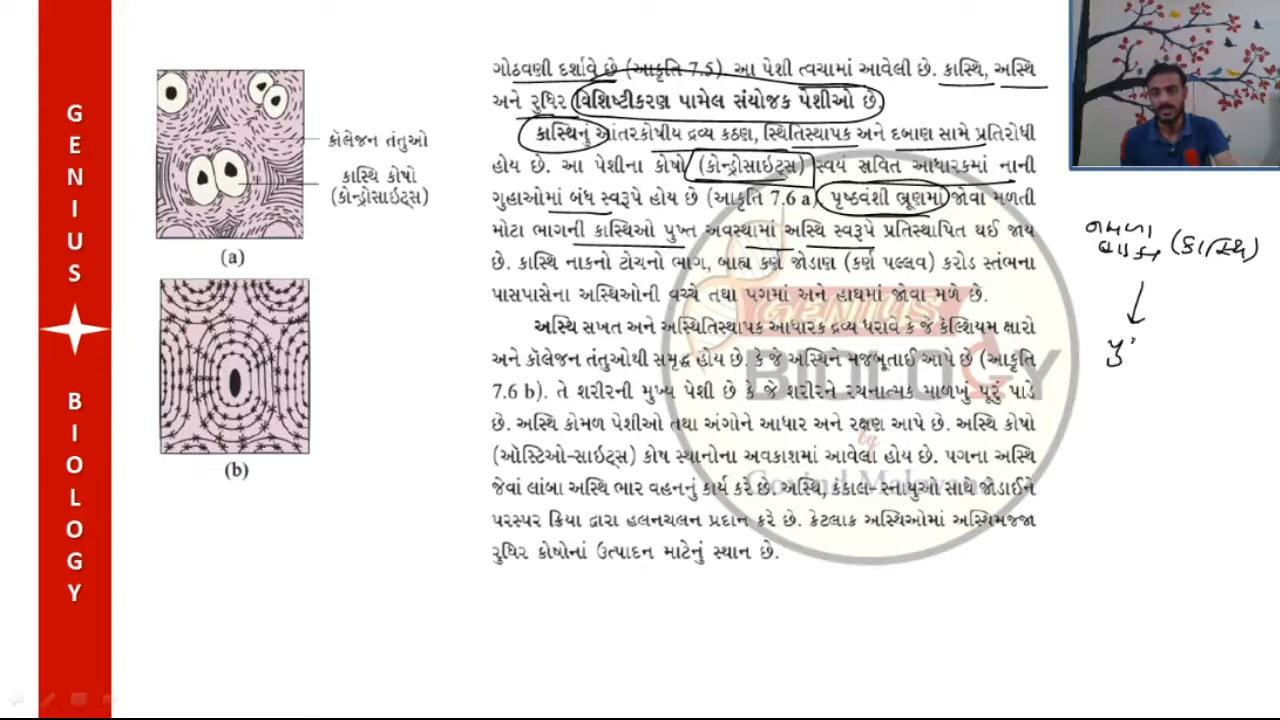 GENIUS BIOLOGY
કૉલેજન તંતુઓ
કાસ્થિ કોષો
(કોન્ડ્રોસાઇટ્સ)
(a)
(b)
ગોઠવણી દર્શાવે છે (આકૃતિ 7.5). આ પેશી ત્વચામાં આવેલી છે. કાસ્થિ, અસ્થિ
અને રુધિર વિશિષ્ટીકરણ પામેલ સંયોજક પેશીઓ છે
કાસ્થિનું આંતરકોષીય દ્રવ્ય કઠણ, સ્થિતિસ્થાપક અને દબાણ સામે પ્રતિરોધી
હોય છે. આ પેશીના કોષો (કોન્ડ્રોસાઇટ્સ) સ્વયં સ્રવિત આધારકમાં નાની
ગુહાઓમાં બંધ સ્વરૂપે હોય છે (આકૃતિ 7.6 a) પૃષ્ઠવંશી ભ્રૂણમાં જોવા મળતી
મોટા ભાગની કાસ્થિઓ પુખ્ત અવસ્થામાં અસ્થિ સ્વરૂપે પ્રતિસ્થાપિત થઈ જાય
છે. કાસ્થિ નાકનો ટોચનો ભાગ, બાહ્ય કર્ણ જોડાણ (કર્ણ પલ્લવ) કરોડ સ્તંભના
પાસપાસેના અસ્થિઓની વચ્ચે તથા પગમાં અને હાથમાં જોવા મળે છે.
અસ્થિ સખત અને અસ્થિતિસ્થાપક આધારક દ્રવ્ય ધરાવે કે જે કૅલ્શિયમ ક્ષારો
અને કૉલેજન તંતુઓથી સમૃદ્ધ હોય છે. કે જે અસ્થિને મજબૂતાઈ આપે છે (આકૃતિ
7.6 b). તે શરીરની મુખ્ય પેશી છે કે જે શરીરને રચનાત્મક માળખું પૂરું પાડે
છે. અસ્થિ કોમળ પેશીઓ તથા અંગોને આધાર અને રક્ષણ આપે છે. અસ્થિ કોષો
(ઑસ્ટિઓ-સાઇટ્સ) કોષ સ્થાનોના અવકાશમાં આવેલા હોય છે. પગના અસ્થિ
જેવાં લાંબા અસ્થિ ભાર વહનનું કાર્ય કરે છે. અસ્થિ, કંકાલ-સ્નાયુઓ સાથે જોડાઈને
પરસ્પર ક્રિયા દ્વારા હલનચલન પ્રદાન કરે છે. કેટલાક અસ્થિઓમાં અસ્થિમજ્જા
રુધિર કોષોનાં ઉત્પાદન માટેનું સ્થાન છે.
GENIUS
BIOLOGY
by
(કાસ્થિ)